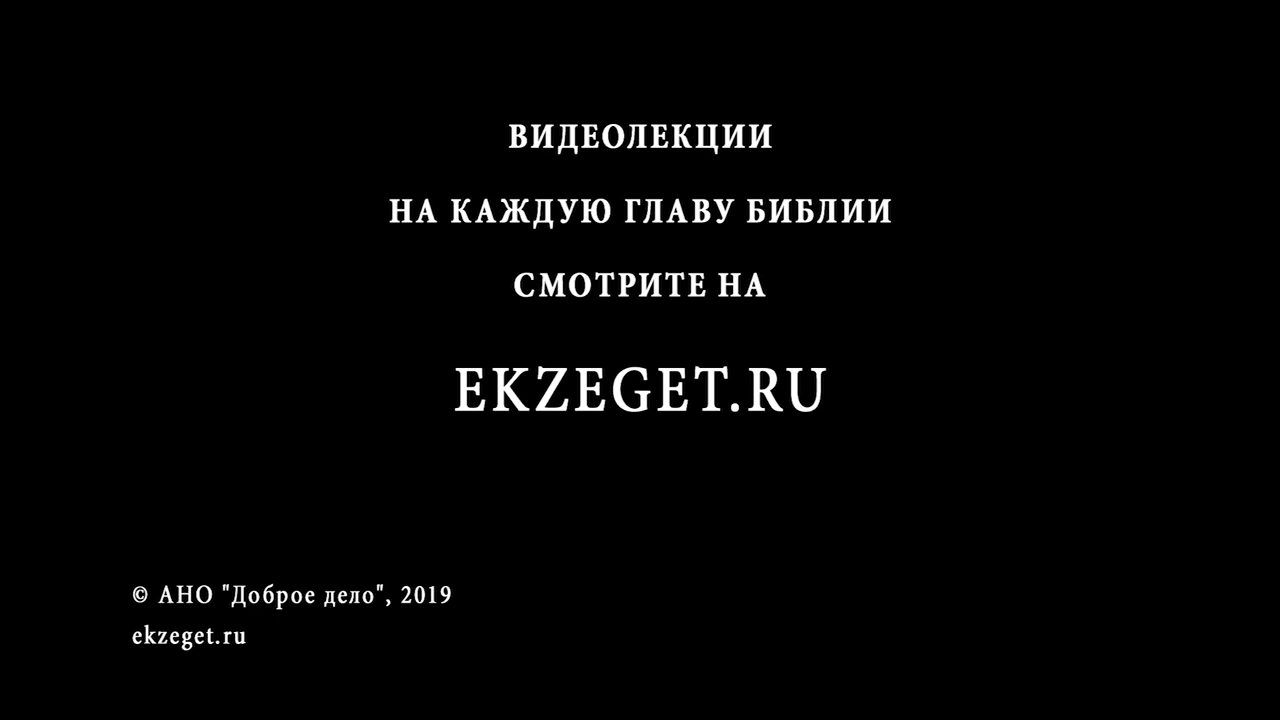 ВИДЕОЛЕКЦИИ
НА КАЖДУЮ ГЛАВУ БИБЛИИ
СМОТРИТЕ НА
EKZEGET.RU
© АНО "Доброе дело", 2019
ekzeget.ru